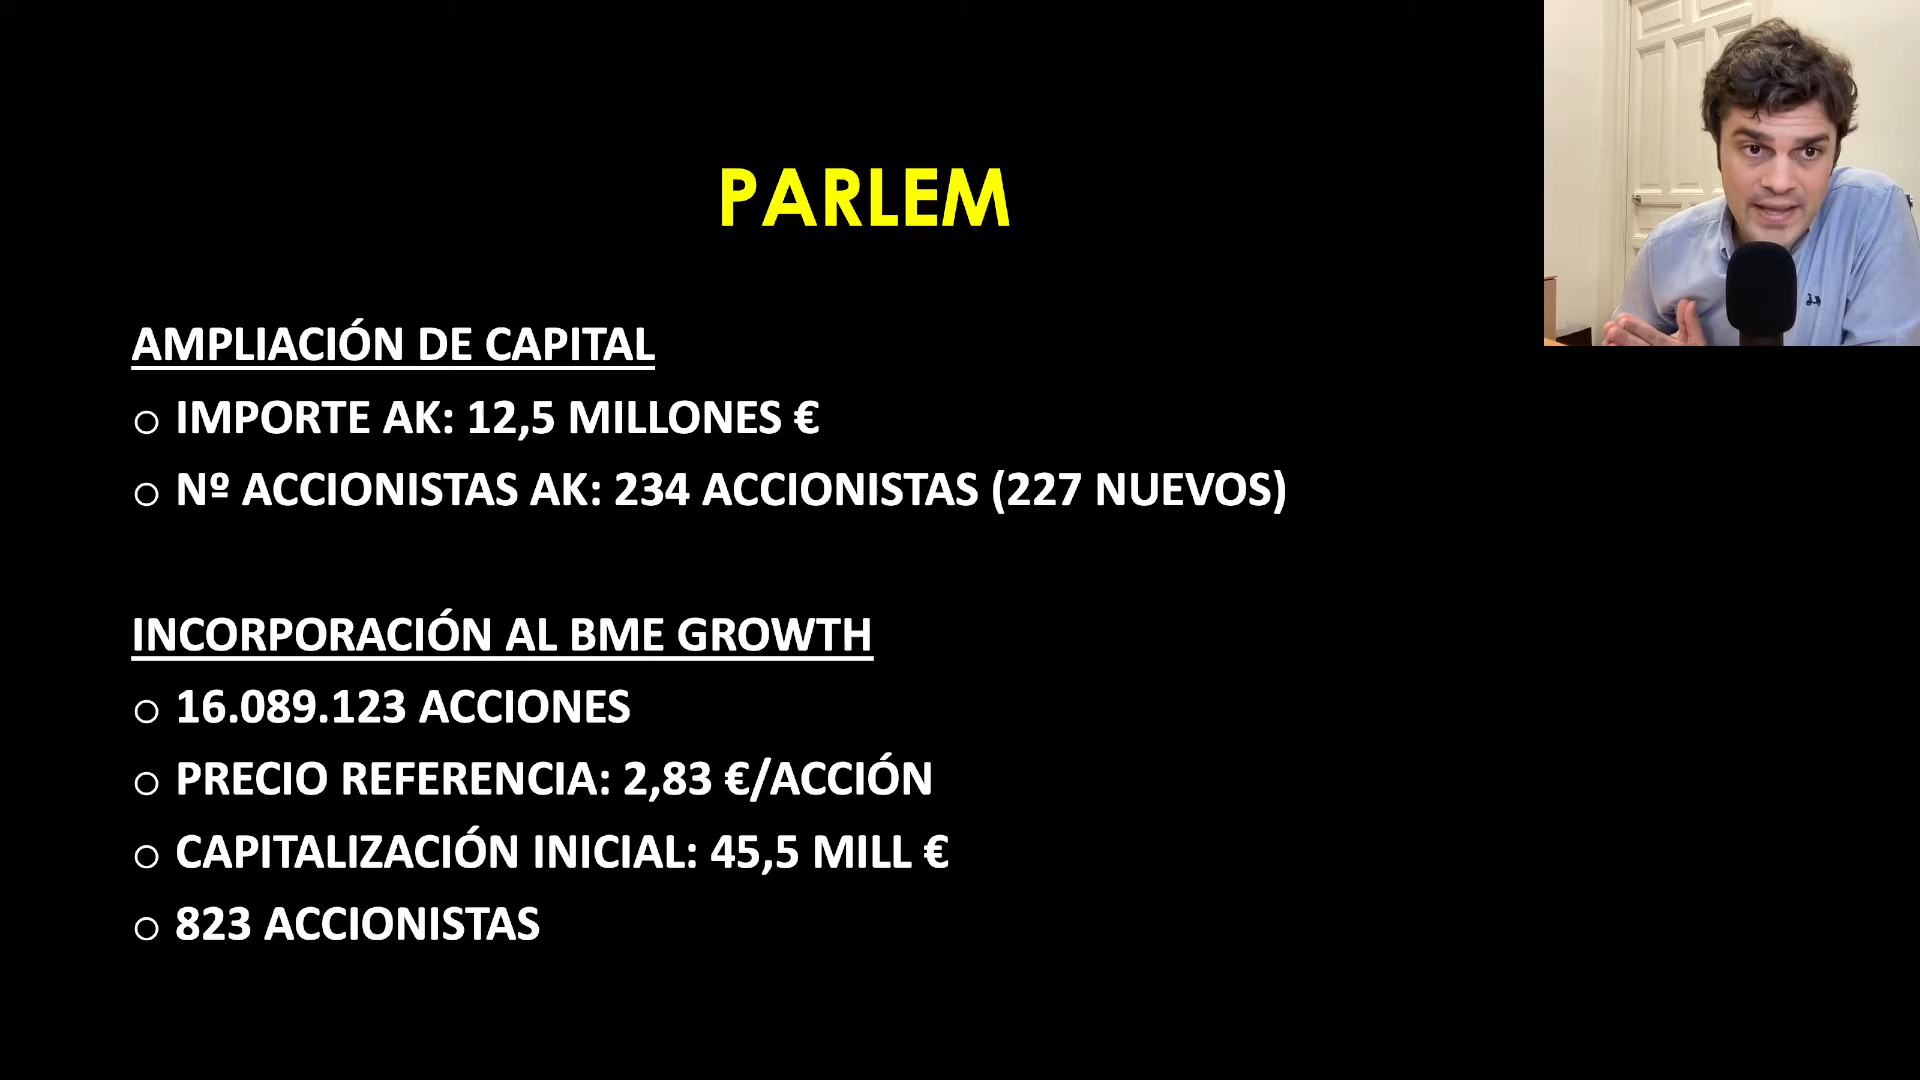 PARLEM
AMPLIACIÓN DE CAPITAL
o IMPORTE AK: 12,5 MILLONES €
o Nº ACCIONISTAS AK: 234 ACCIONISTAS (227 NUEVOS)
INCORPORACIÓN AL BME GROWTH
o 16.089.123 ACCIONES
o PRECIO REFERENCIA: 2,83 €/ACCIÓN
o CAPITALIZACIÓN INICIAL: 45,5 MILL €
o 823 ACCIONISTAS